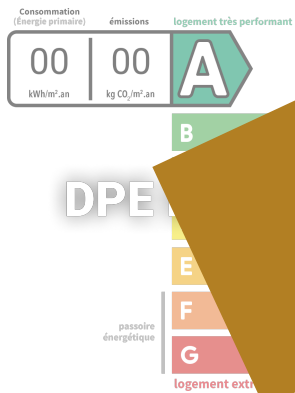 Consommation
(Énergie primaire)
émissions
logement très performant
00
00
A
kWh/m².an
kg CO₂/m².an
B
DPE
E
F
passoire
énergétique
G
logement